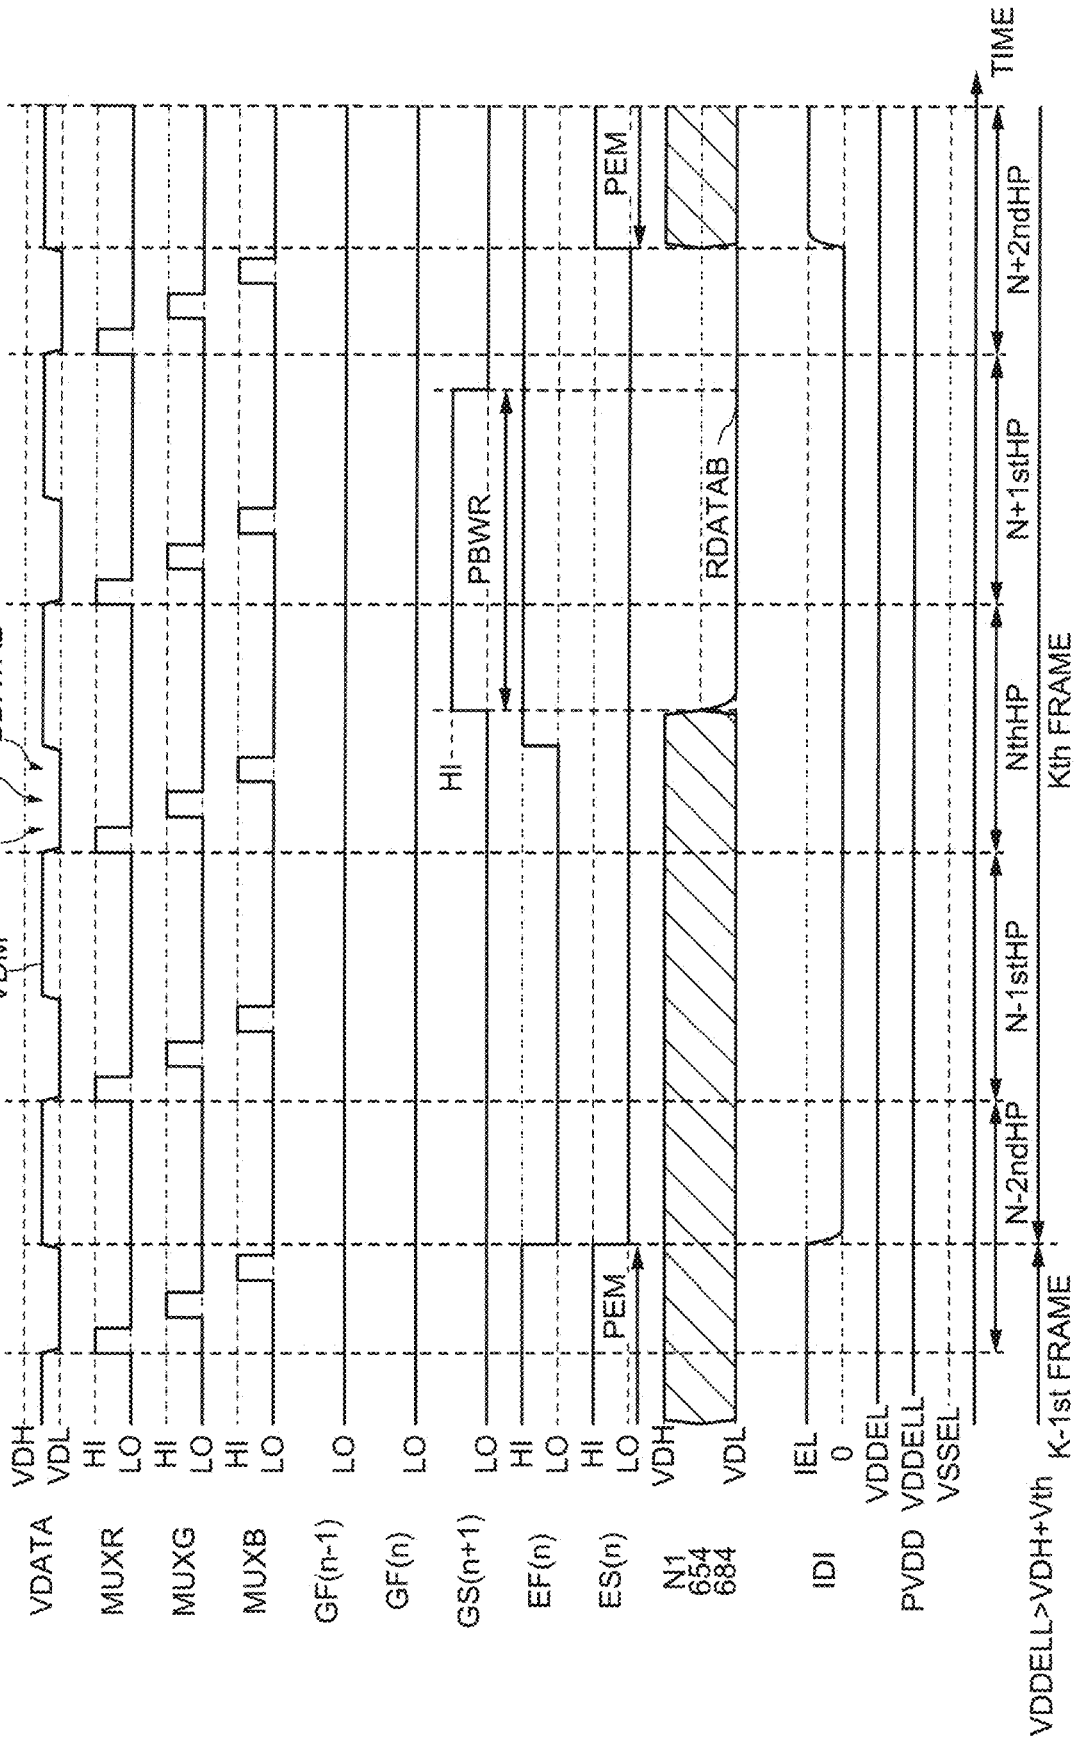 VDATA
VDH
VDL
VDM
MUXR
HI
LO
MUXG
HI
LO
MUXB
HI
LO
GF(n-1)
LO
GF(n)
LO
GS(n+1)
LO
HI
PBWR
EF(n)
HI
LO
ES(n)
HI
LO
PEM
PEM
N1
654
684
VDH
VDL
RDATAB
IDI
IEL
0
VDDEL
PVDD
VDDELL
VSSEL
TIME
N-2ndHP
N-1stHP
NthHP
N+1stHP
N+2ndHP
VDDELL>VDH+Vth
K-1st FRAME
Kth FRAME